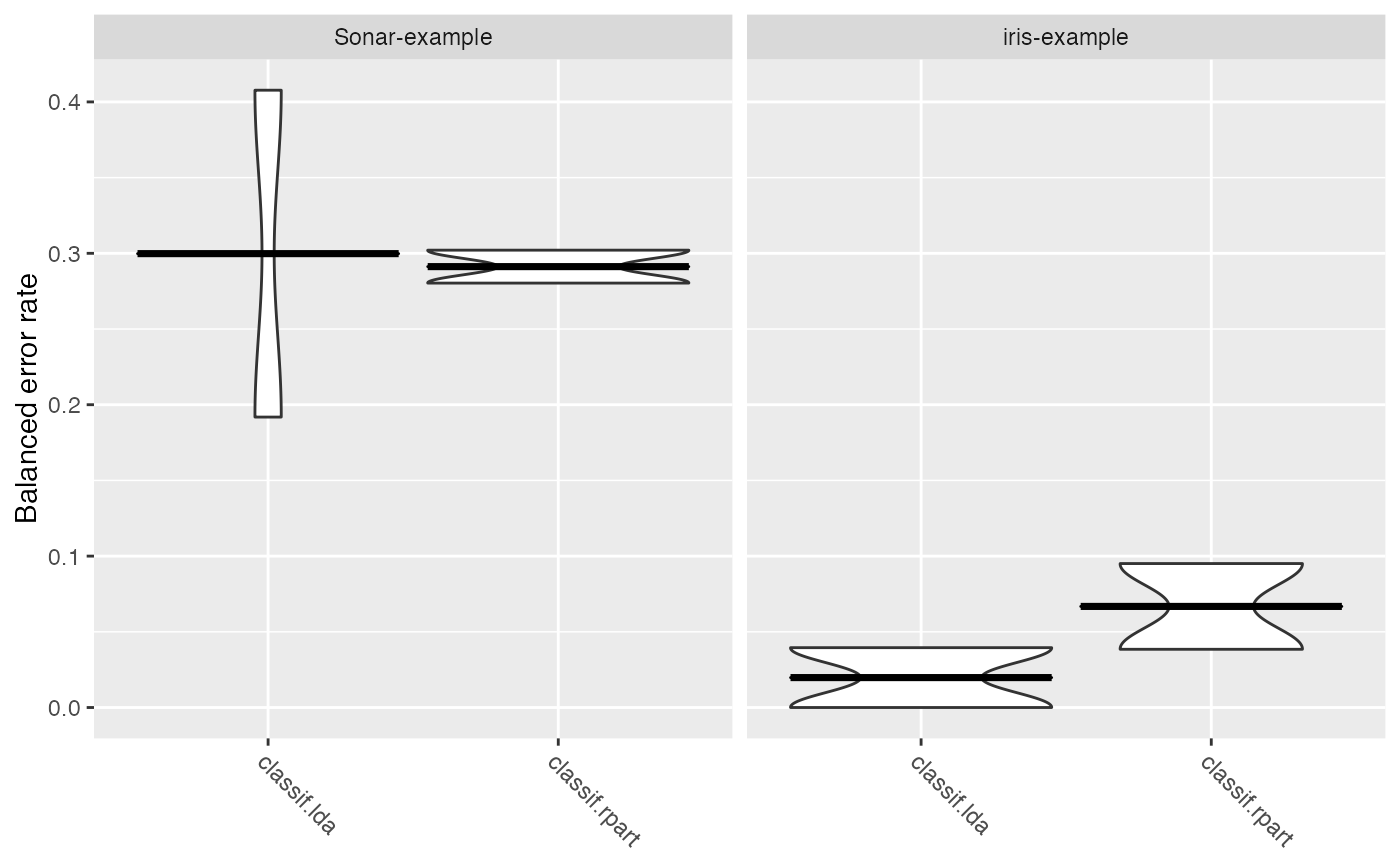 Sonar-example
iris-example
Balanced error rate
0.4
0.3
0.2
0.1
0.0
classif.lda
classif.rpart
classif.lda
classif.rpart